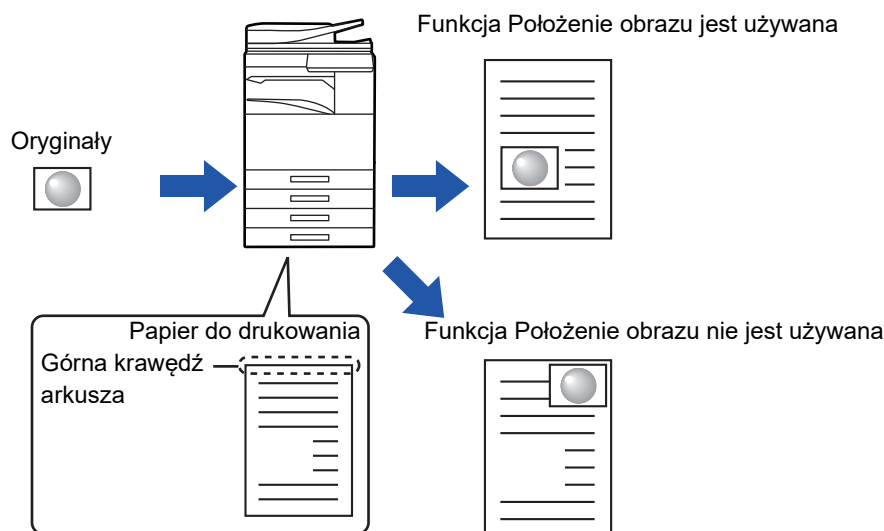 Funkcja Położenie obrazu jest używana
Oryginały
Papier do drukowania
Górna krawędź
arkusza
Funkcja Położenie obrazu nie jest używana